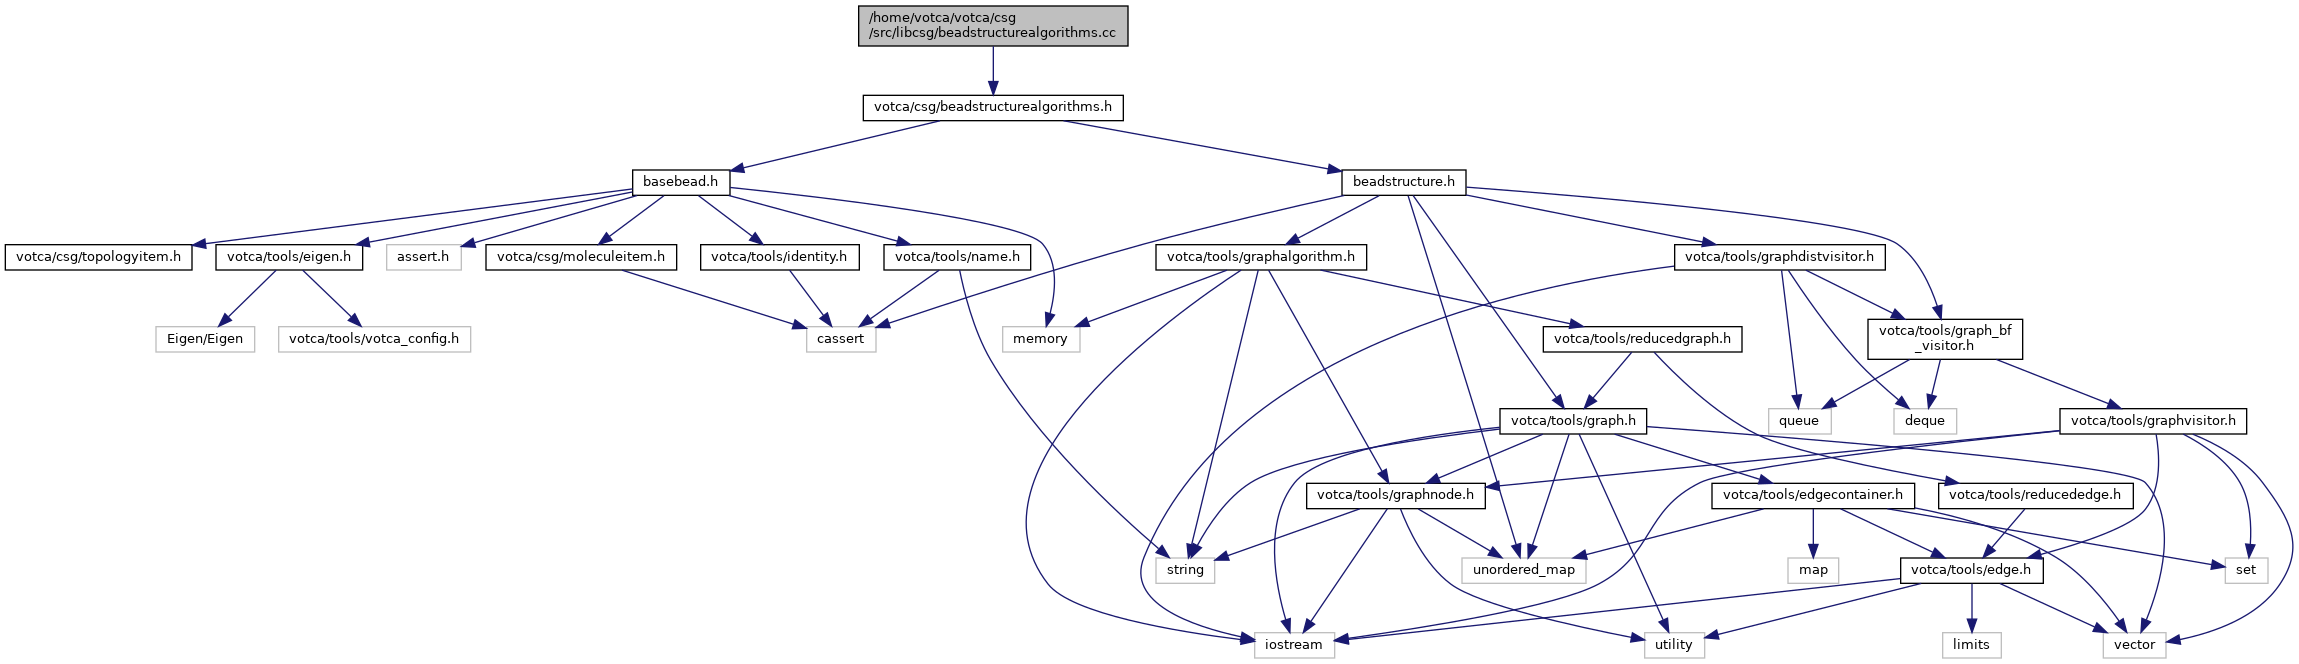 /home/votca/votca/csg
/src/libcsg/beadstructurealgorithms.cc
votca/csg/beadstructurealgorithms.h
basebead.h
beadstructure.h
votca/csg/topologyitem.h
votca/tools/eigen.h
assert.h
votca/csg/moleculeitem.h
votca/tools/identity.h
votca/tools/name.h
votca/tools/graphalgorithm.h
votca/tools/graphdistvisitor.h
Eigen/Eigen
votca/tools/votca_config.h
cassert
memory
votca/tools/reducedgraph.h
votca/tools/graph_bf
_visitor.h
votca/tools/graph.h
queue
deque
votca/tools/graphvisitor.h
votca/tools/graphnode.h
votca/tools/edgecontainer.h
votca/tools/reducededge.h
string
unordered_map
map
votca/tools/edge.h
set
iostream
utility
limits
vector